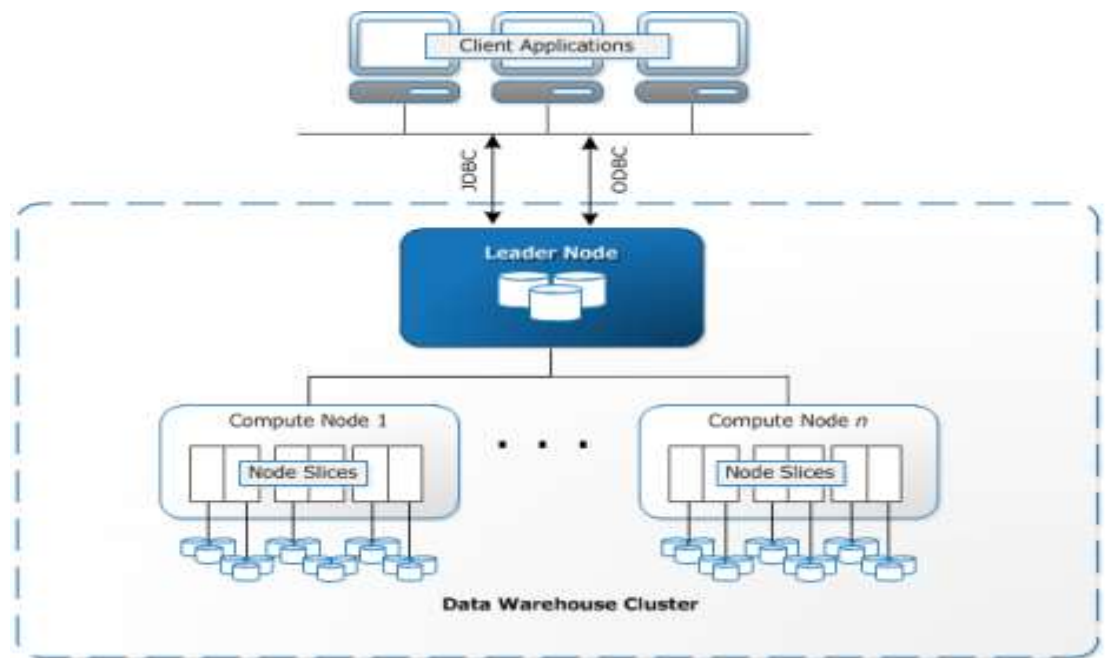 Client Applications
JDBC
ODBC
Leader Node
Compute Node 1
Compute Node n
Node Slices
Node Slices
Data Warehouse Cluster